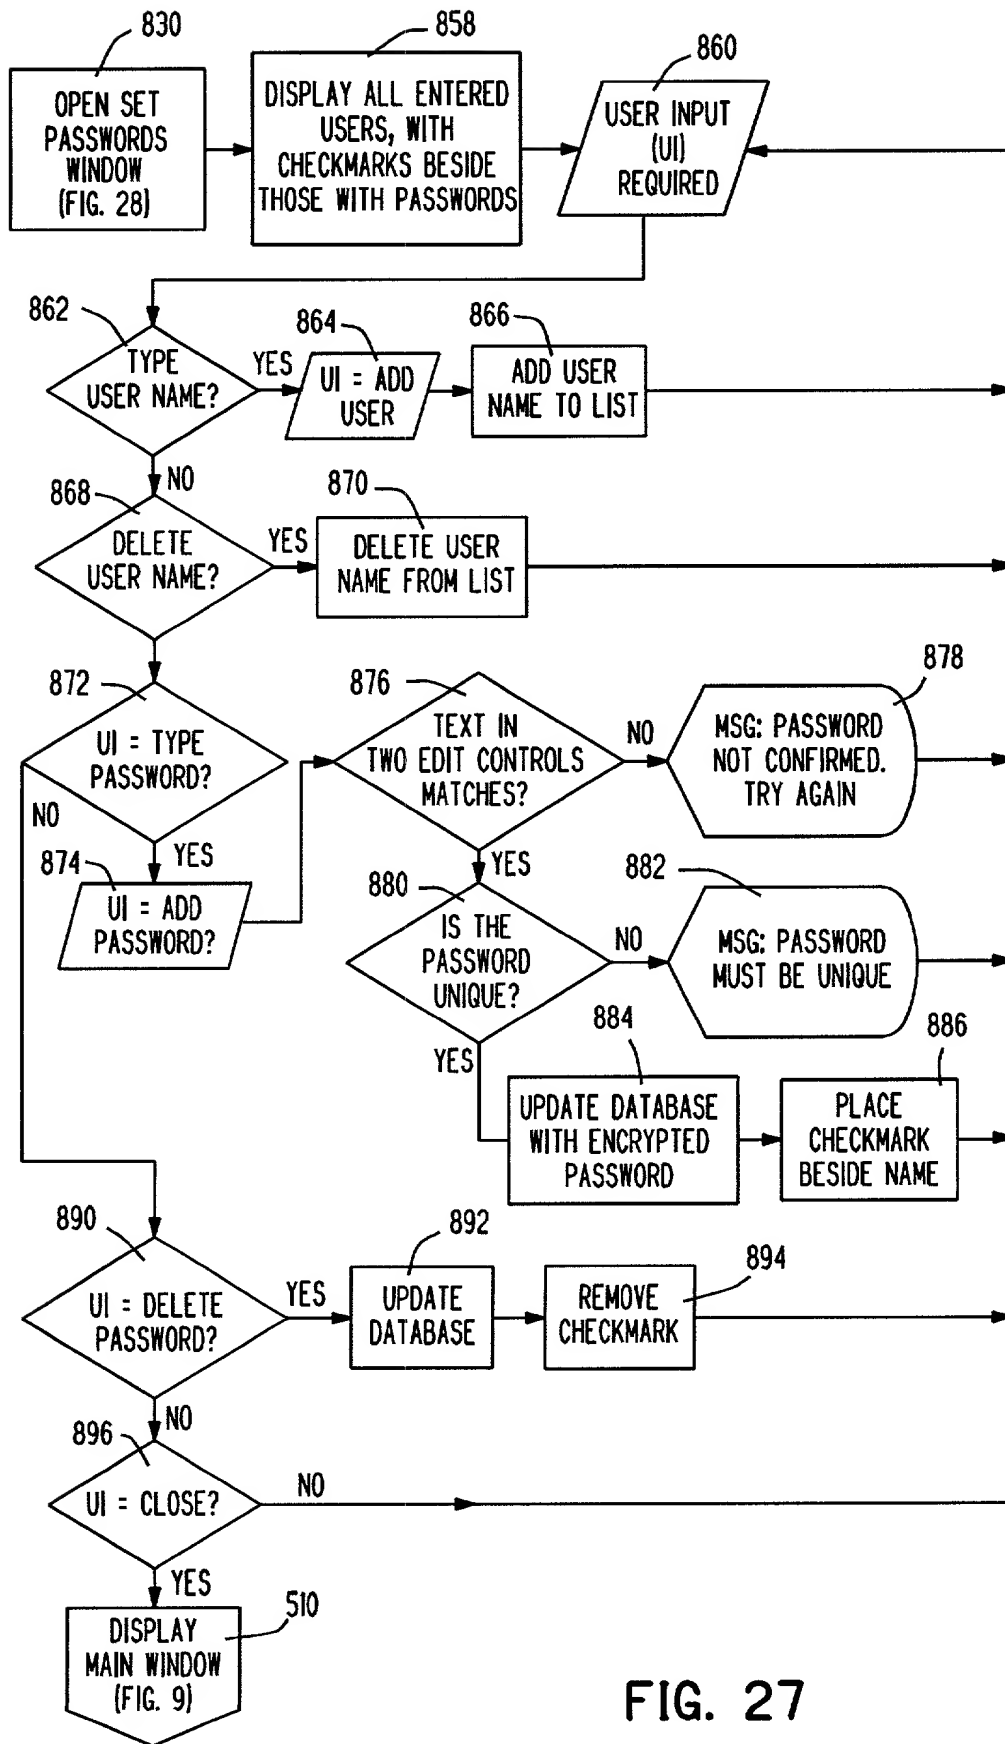 830
858
860
OPEN SET
PASSWORDS
WINDOW
(FIG. 28)
DISPLAY ALL ENTERED
USERS, WITH
CHECKMARKS BESIDE
THOSE WITH PASSWORDS
USER INPUT
(UI)
REQUIRED
862
TYPE
USER NAME?
YES
864
UI = ADD
USER
866
ADD USER
NAME TO LIST
NO
868
DELETE
USER NAME?
YES
870
DELETE USER
NAME FROM LIST
872
UI = TYPE
PASSWORD?
NO
YES
874
UI = ADD
PASSWORD?
876
TEXT IN
TWO EDIT CONTROLS
MATCHES?
NO
878
MSG: PASSWORD
NOT CONFIRMED.
TRY AGAIN
YES
880
IS THE
PASSWORD
UNIQUE?
NO
882
MSG: PASSWORD
MUST BE UNIQUE
YES
884
UPDATE DATABASE
WITH ENCRYPTED
PASSWORD
886
PLACE
CHECKMARK
BESIDE NAME
890
UI = DELETE
PASSWORD?
YES
892
UPDATE
DATABASE
894
REMOVE
CHECKMARK
NO
896
UI = CLOSE?
NO
YES
510
DISPLAY
MAIN WINDOW
(FIG. 9)
FIG. 27